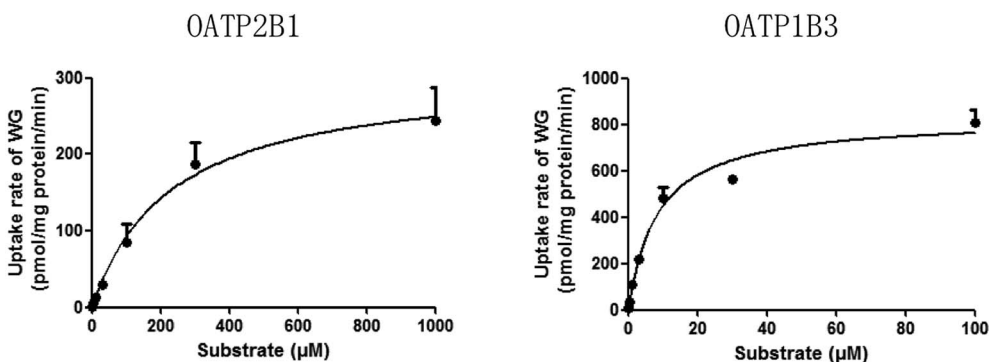 OATP2B1
Uptake rate of WG
(pmol/mg protein/min)
300
200
100
0
0 200 400 600 800 1000
Substrate (µM)
OATP1B3
Uptake rate of WG
(pmol/mg protein/min)
1000
800
600
400
200
0
0 20 40 60 80 100
Substrate (µM)